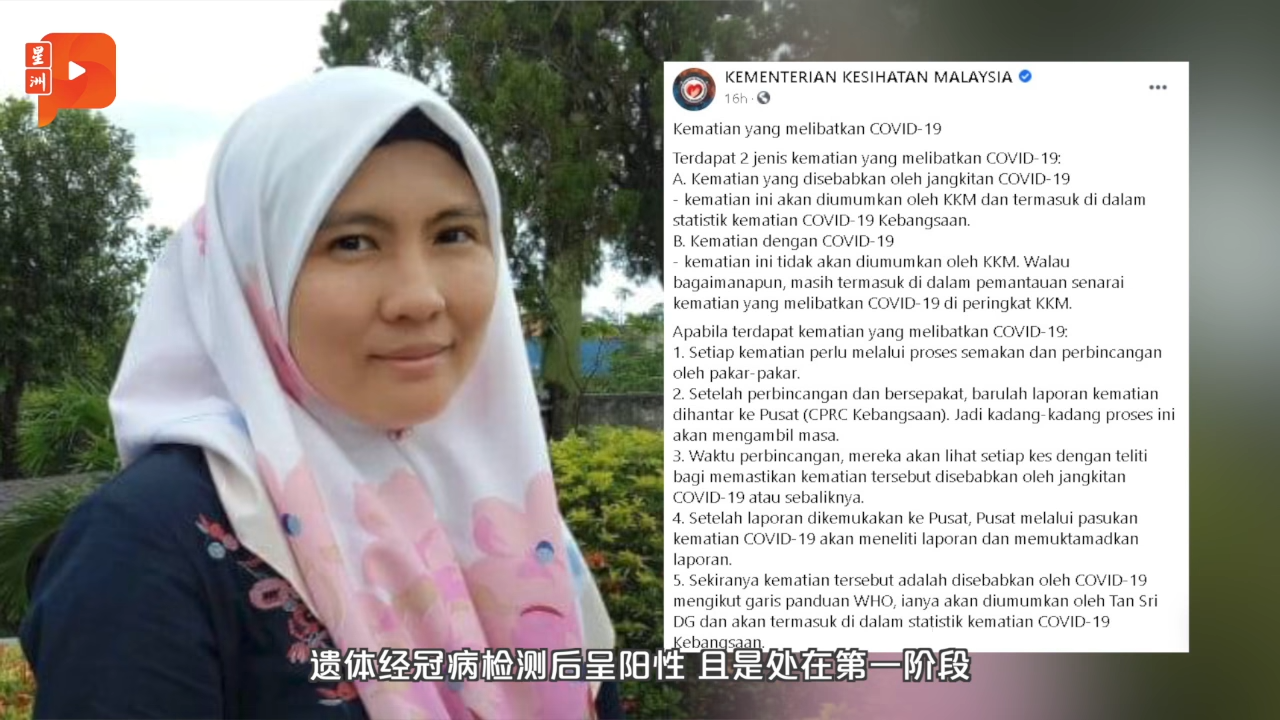 星洲
KEMENTERIAN KESIHATAN MALAYSIA
16h
Kematian yang melibatkan COVID-19
Terdapat 2 jenis kematian yang melibatkan COVID-19:
A. Kematian yang disebabkan oleh jangkitan COVID-19
- kematian ini akan diumumkan oleh KKM dan termasuk di dalam
statistik kematian COVID-19 Kebangsaan.
B. Kematian dengan COVID-19
- kematian ini tidak akan diumumkan oleh KKM. Walau
bagaimanapun, masih termasuk di dalam pemantauan senarai
kematian yang melibatkan COVID-19 di peringkat KKM.
Apabila terdapat kematian yang melibatkan COVID-19:
1. Setiap kematian perlu melalui proses semakan dan perbincangan
oleh pakar-pakar.
2. Setelah perbincangan dan bersepakat, barulah laporan kematian
dihantar ke Pusat (CPRC Kebangsaan). Jadi kadang-kadang proses ini
akan mengambil masa.
3. Waktu perbincangan, mereka akan lihat setiap kes dengan teliti
bagi memastikan kematian tersebut disebabkan oleh jangkitan
COVID-19 atau sebaliknya.
4. Setelah laporan dikemukakan ke Pusat, Pusat melalui pasukan
kematian COVID-19 akan meneliti laporan dan memuktamadkan
laporan.
5. Sekiranya kematian tersebut adalah disebabkan oleh COVID-19
mengikut garis panduan WHO, ianya akan diumumkan oleh Tan Sri
DG dan akan termasuk di dalam statistik kematian COVID-19
Kebangsaan.
遗体经冠病检测后呈阳性 且是处在第一阶段